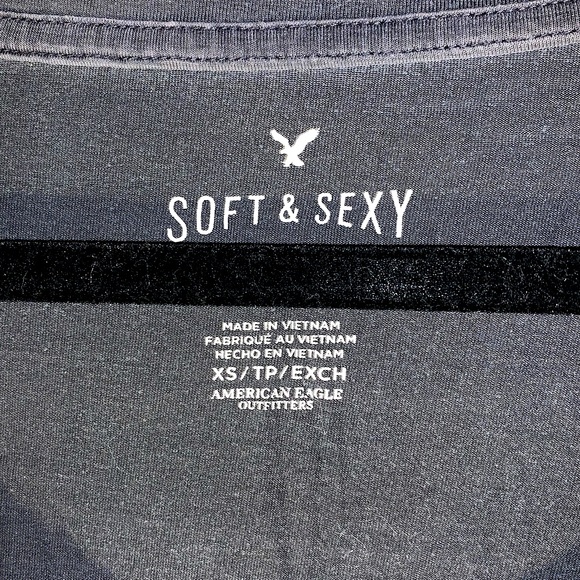 SOFT & SEXY
MADE IN VIETNAM
FABRIQUÉ AU VIETNAM
HECHO EN VIETNAM
XS/TP/EXCH
AMERICAN EAGLE
OUTFITTERS